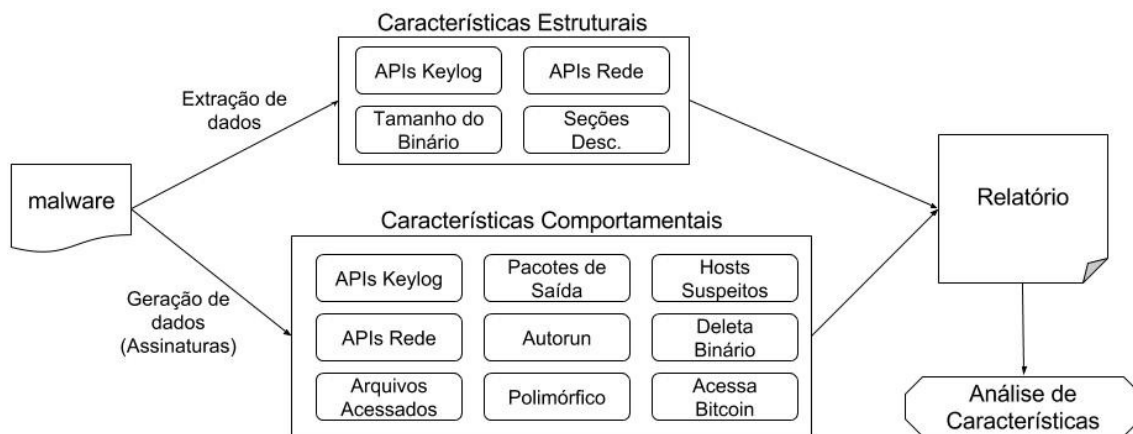 Características Estruturais
APIs Keylog
APIs Rede
Tamanho do
Binário
Seções
Desc.
Extração de
dados
malware
Características Comportamentais
APIs Keylog
Pacotes de
Saída
Hosts
Suspeitos
APIs Rede
Autorun
Deleta
Binário
Arquivos
Acessados
Polimórfico
Acessa
Bitcoin
Geração de
dados
(Assinaturas)
Relatório
Análise de
Características